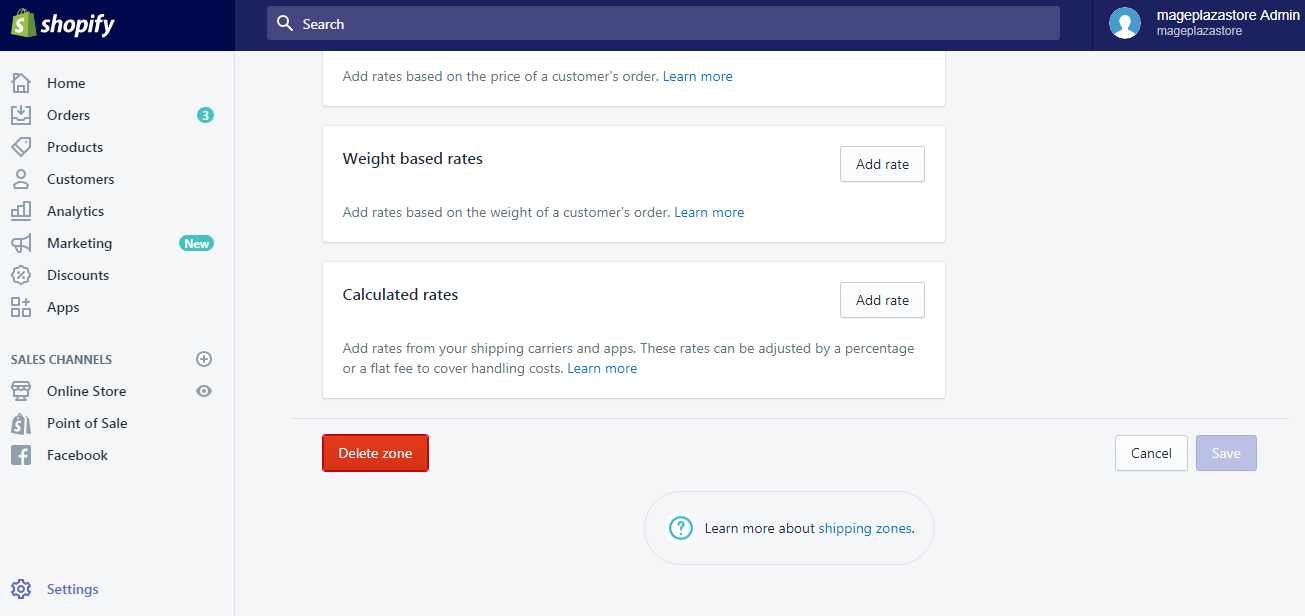 shopify
Search
mageplazastore Admin
mageplazastore
Home
Orders 3
Products
Customers
Analytics
Marketing New
Discounts
Apps
SALES CHANNELS
Online Store
Point of Sale
Facebook
Settings
Add rates based on the price of a customer's order. Learn more
Weight based rates
Add rate
Add rates based on the weight of a customer's order. Learn more
Calculated rates
Add rate
Add rates from your shipping carriers and apps. These rates can be adjusted by a percentage
or a flat fee to cover handling costs. Learn more
Delete zone
Cancel
Save
? Learn more about shipping zones.